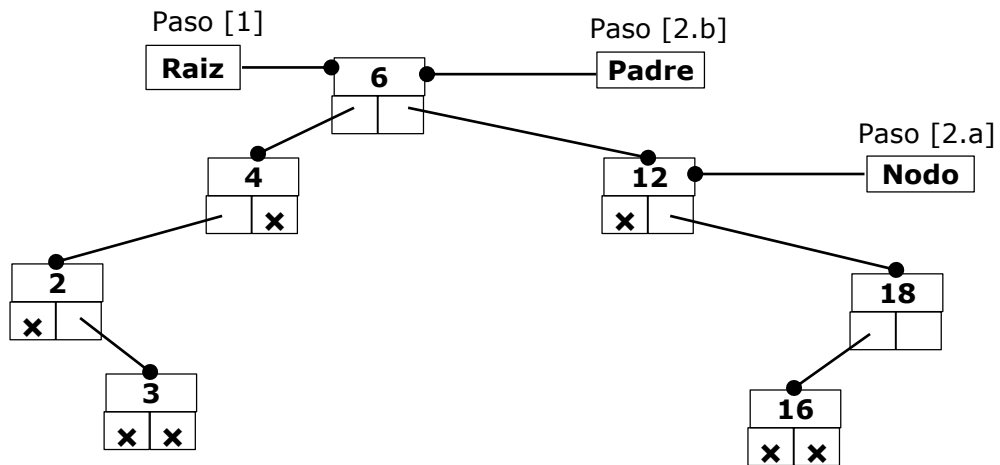 Paso [1]
Paso [2.b]
Raiz
6
Padre
Paso [2.a]
4
12
Nodo
2
18
3
16